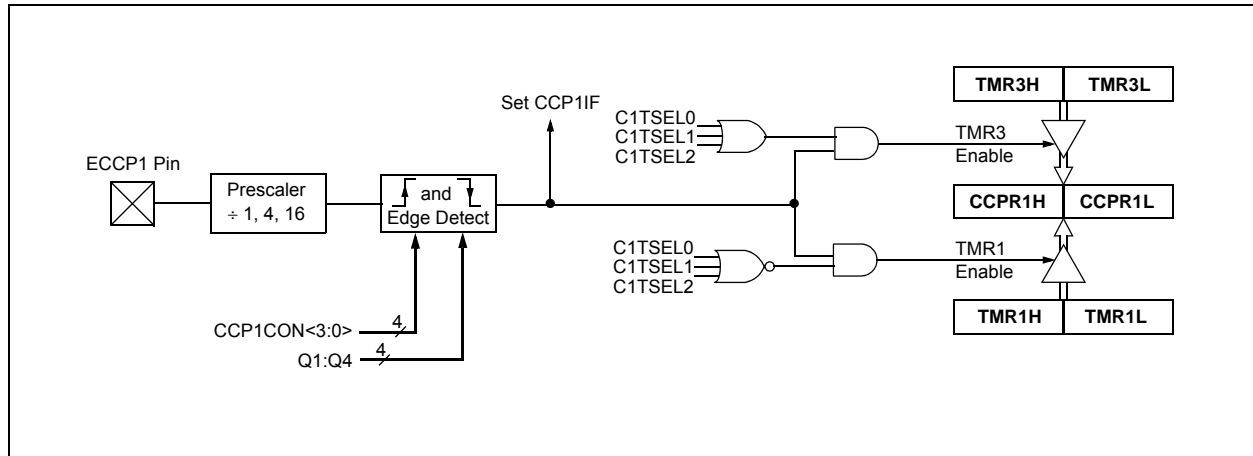 TMR3H TMR3L
Set CCP1IF
C1TSEL0
C1TSEL1
C1TSEL2
TMR3
Enable
ECCP1 Pin
Prescaler
÷ 1, 4, 16
and
Edge Detect
CCPR1H CCPR1L
C1TSEL0
C1TSEL1
C1TSEL2
TMR1
Enable
TMR1H TMR1L
CCP1CON<3:0> 4
Q1:Q4 4